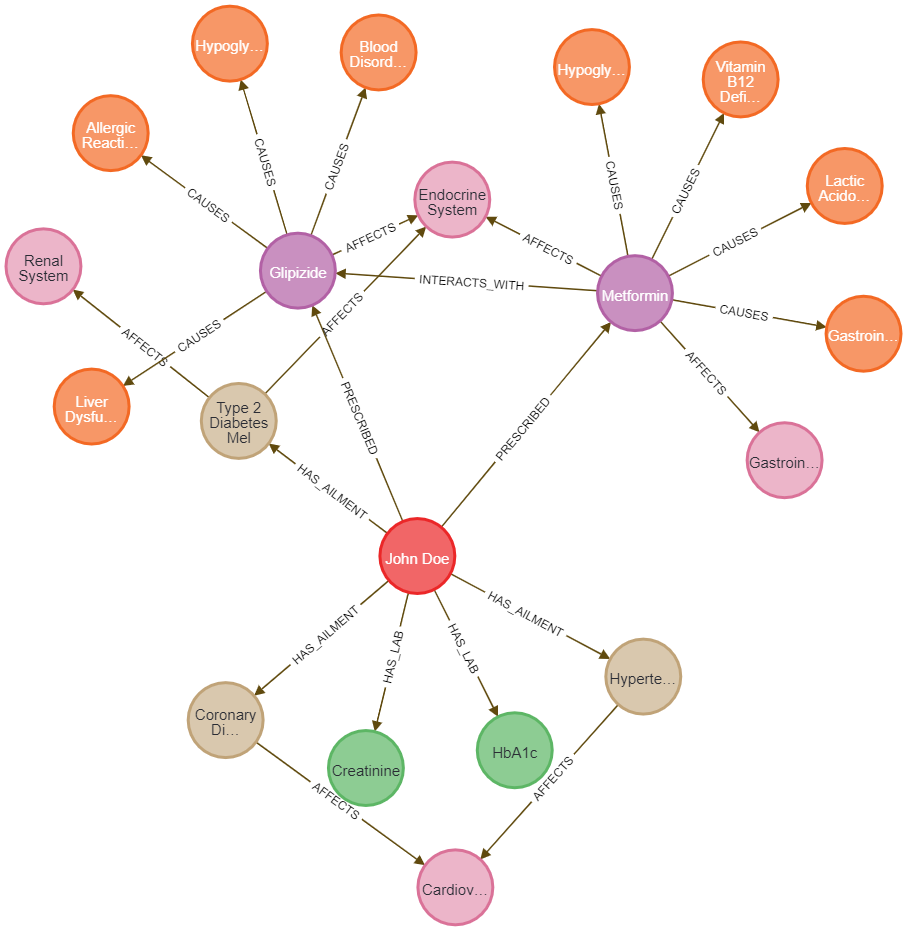 Hypogly…
Blood
Disord…
Hypogly…
Vitamin
B12
Defi…
Allergic
Reacti…
CAUSES
CAUSES
CAUSES
CAUSES
CAUSES
Endocrine
System
Lactic
Acido…
CAUSES
AFFECTS
AFFECTS
CAUSES
Renal
System
Glipizide
INTERACTS_WITH
Metformin
AFFECTS
CAUSES
Gastroin…
CAUSES
AFFECTS
AFFECTS
Liver
Dysfu…
Type 2
Diabetes
Mel
PRESCRIBED
PRESCRIBED
Gastroin…
HAS_AILMENT
John Doe
HAS_AILMENT
HAS_AILMENT
HAS_LAB
HAS_LAB
Hyperte…
Coronary
Di…
Creatinine
HbA1c
AFFECTS
AFFECTS
Cardiov…